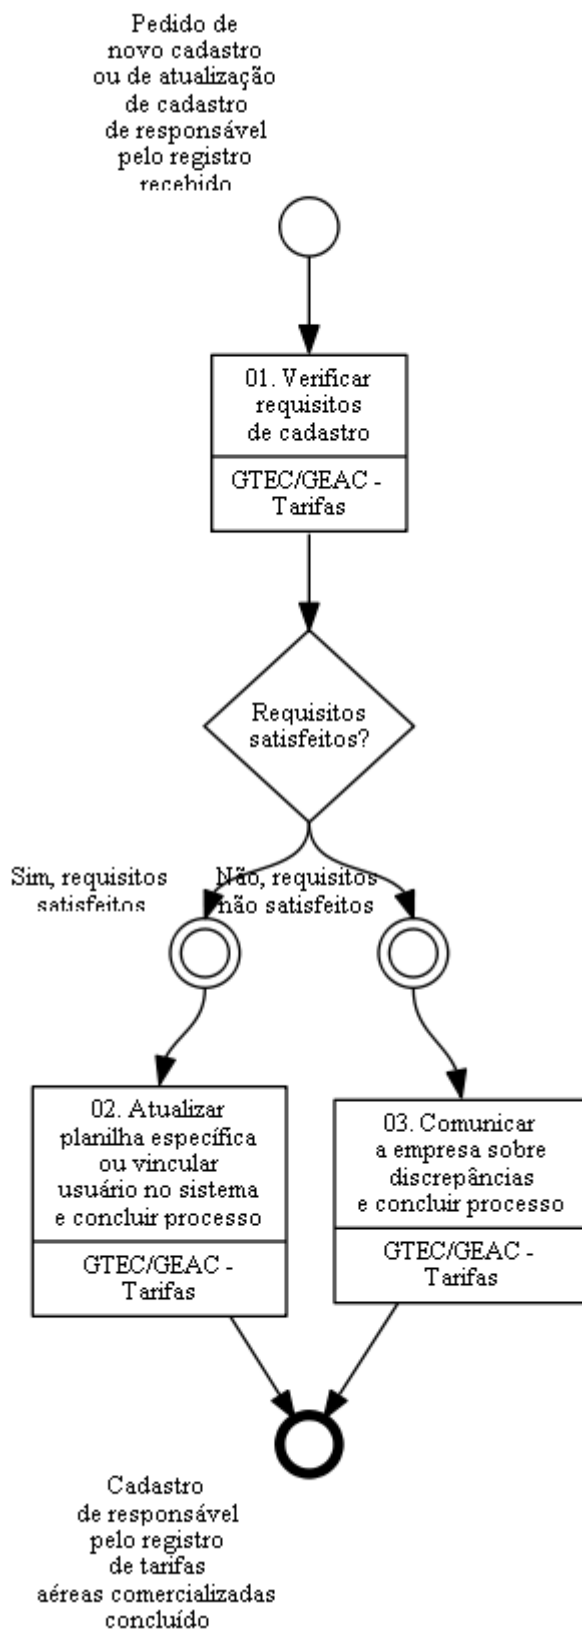 Pedido de
novo cadastro
ou de atualização
de cadastro
de responsável
pelo registro
recebido
01. Verificar
requisitos
de cadastro
GTEC/GEAC -
Tarifas
Requisitos
satisfeitos?
Sim, requisitos
satisfeitos
Não, requisitos
não satisfeitos
02. Atualizar
planilha específica
ou vincular
usuário no sistema
e concluir processo
GTEC/GEAC -
Tarifas
03. Comunicar
a empresa sobre
discrepâncias
e concluir processo
GTEC/GEAC -
Tarifas
Cadastro
de responsável
pelo registro
de tarifas
aéreas comercializadas
concluído